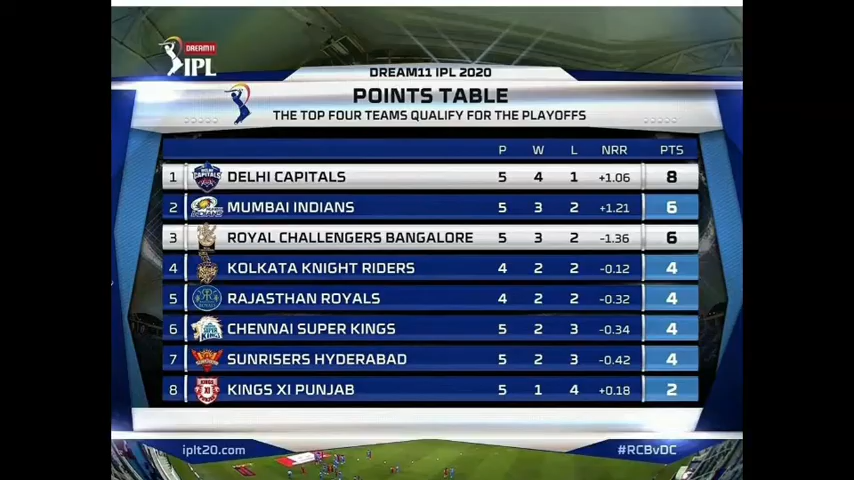 DREAM11
IPL
DREAM11 IPL 2020
POINTS TABLE
THE TOP FOUR TEAMS QUALIFY FOR THE PLAYOFFS
P W L NRR PTS
1 DELHI CAPITALS 5 4 1 +1.06 8
2 MUMBAI INDIANS 5 3 2 +1.21 6
3 ROYAL CHALLENGERS BANGALORE 5 3 2 -1.36 6
4 KOLKATA KNIGHT RIDERS 4 2 2 -0.12 4
5 RAJASTHAN ROYALS 4 2 2 -0.32 4
6 CHENNAI SUPER KINGS 5 2 3 -0.34 4
7 SUNRISERS HYDERABAD 5 2 3 -0.42 4
8 KINGS XI PUNJAB 5 1 4 +0.18 2
iplt20.com #RCBvDC